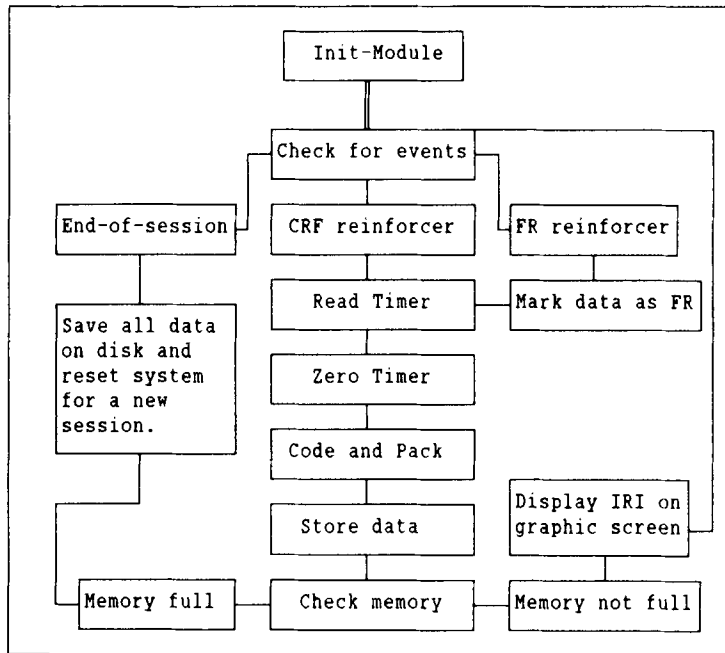 Init-Module
Check for events
End-of-session
CRF reinforcer
FR reinforcer
Read Timer
Mark data as FR
Save all data
on disk and
reset system
for a new
session.
Zero Timer
Code and Pack
Display IRI on
graphic screen
Store data
Memory full
Check memory
Memory not full